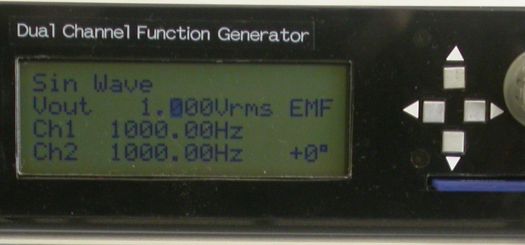 Dual Channel Function Generator
Sin Wave
Vout 1.000Vrms EMF
Ch1 1000.00Hz
Ch2 1000.00Hz +0°